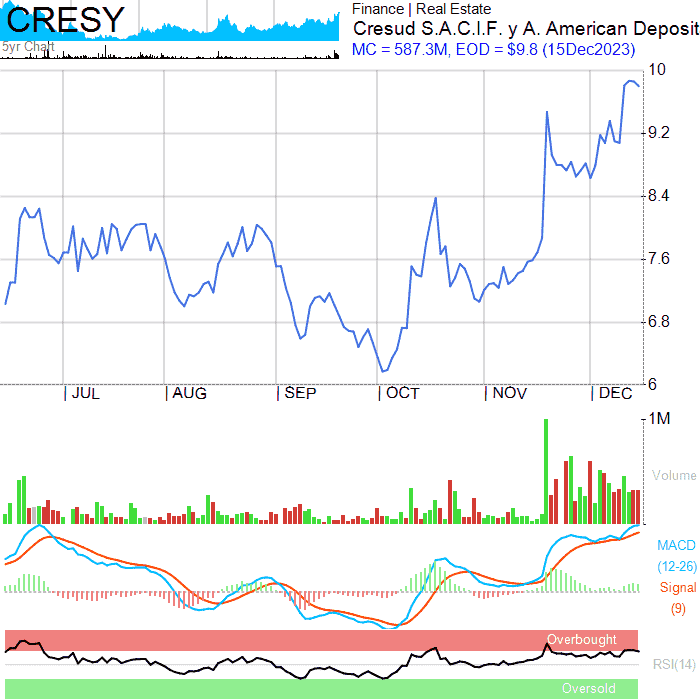 CRESY
5yr Chart
Finance | Real Estate
Cresud S.A.C.I.F. y A. American Deposit
MC = 587.3M, EOD = $9.8 (15Dec2023)
10
9.2
8.4
7.6
6.8
6
| JUL | AUG | SEP | OCT | NOV | DEC
1M
Volume
MACD
(12-26)
Signal
(9)
Overbought
RSI(14)
Oversold